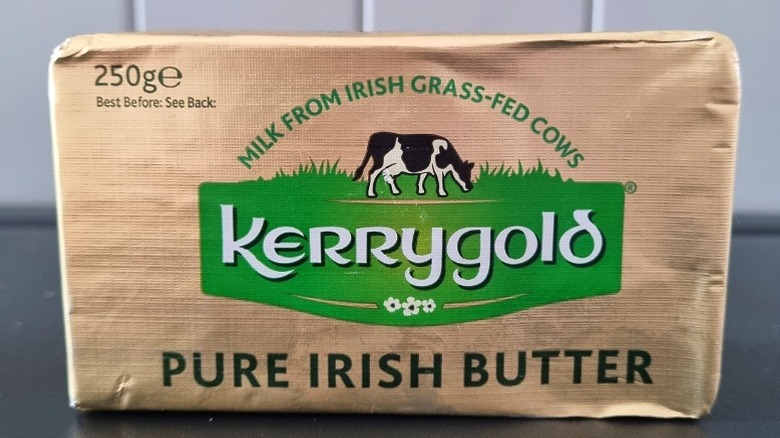 250g℮
Best Before: See Back:
MILK FROM IRISH GRASS-FED COWS
Kerrygold®
PURE IRISH BUTTER